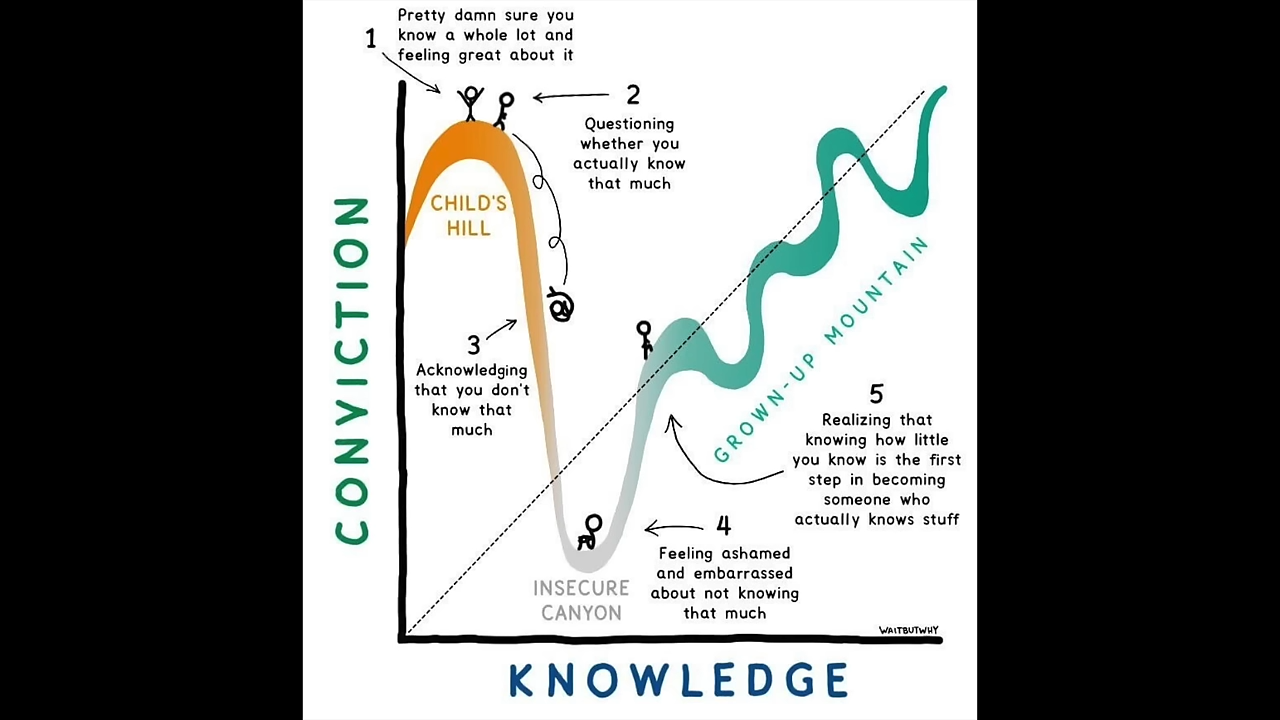 1
Pretty damn sure you
know a whole lot and
feeling great about it
2
Questioning
whether you
actually know
that much
CHILD'S
HILL
CONVICTION
3
Acknowledging
that you don't
know that
much
GROWN-UP MOUNTAIN
5
Realizing that
knowing how little
you know is the first
step in becoming
someone who
actually knows stuff
4
Feeling ashamed
and embarrassed
about not knowing
that much
INSECURE
CANYON
WAITBUTWHY
KNOWLEDGE